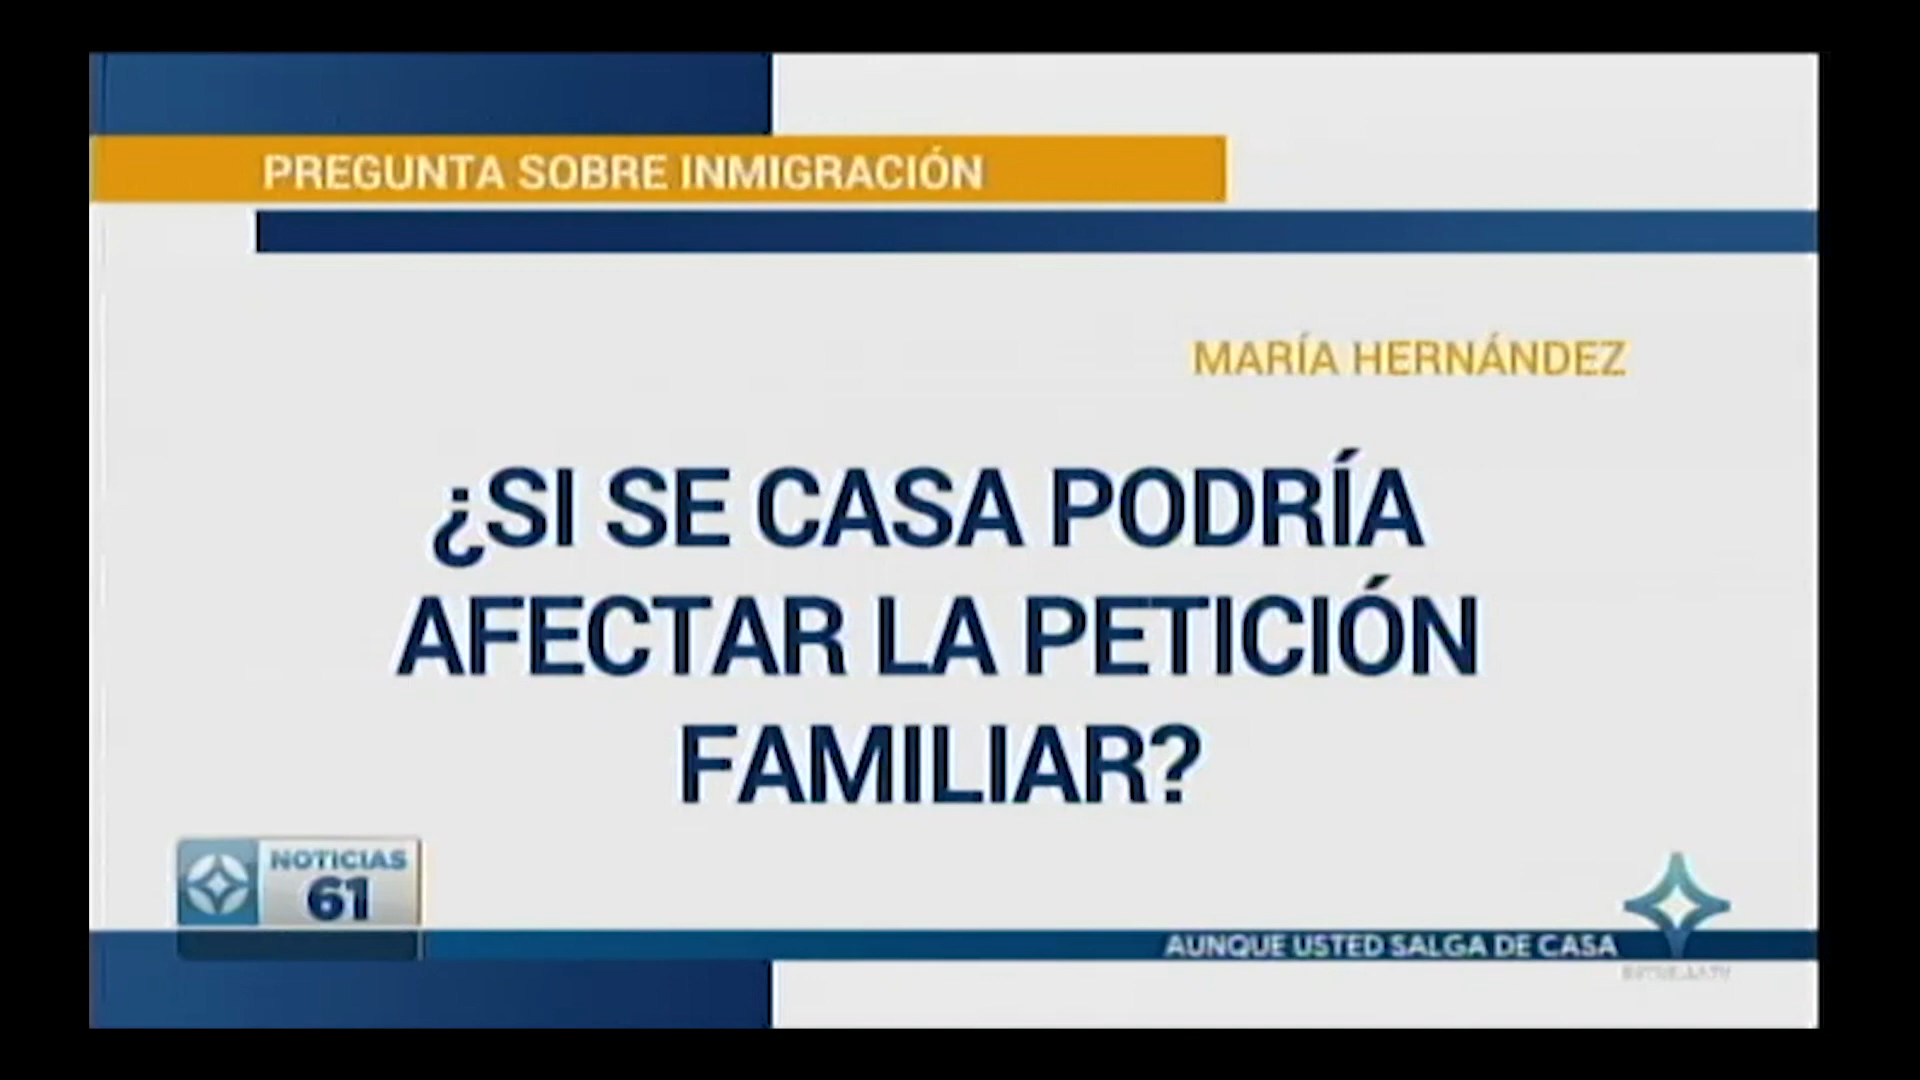 PREGUNTA SOBRE INMIGRACIÓN
MARÍA HERNÁNDEZ
¿SI SE CASA PODRÍA
AFECTAR LA PETICIÓN
FAMILIAR?
NOTICIAS
61
AUNQUE USTED SALGA DE CASA